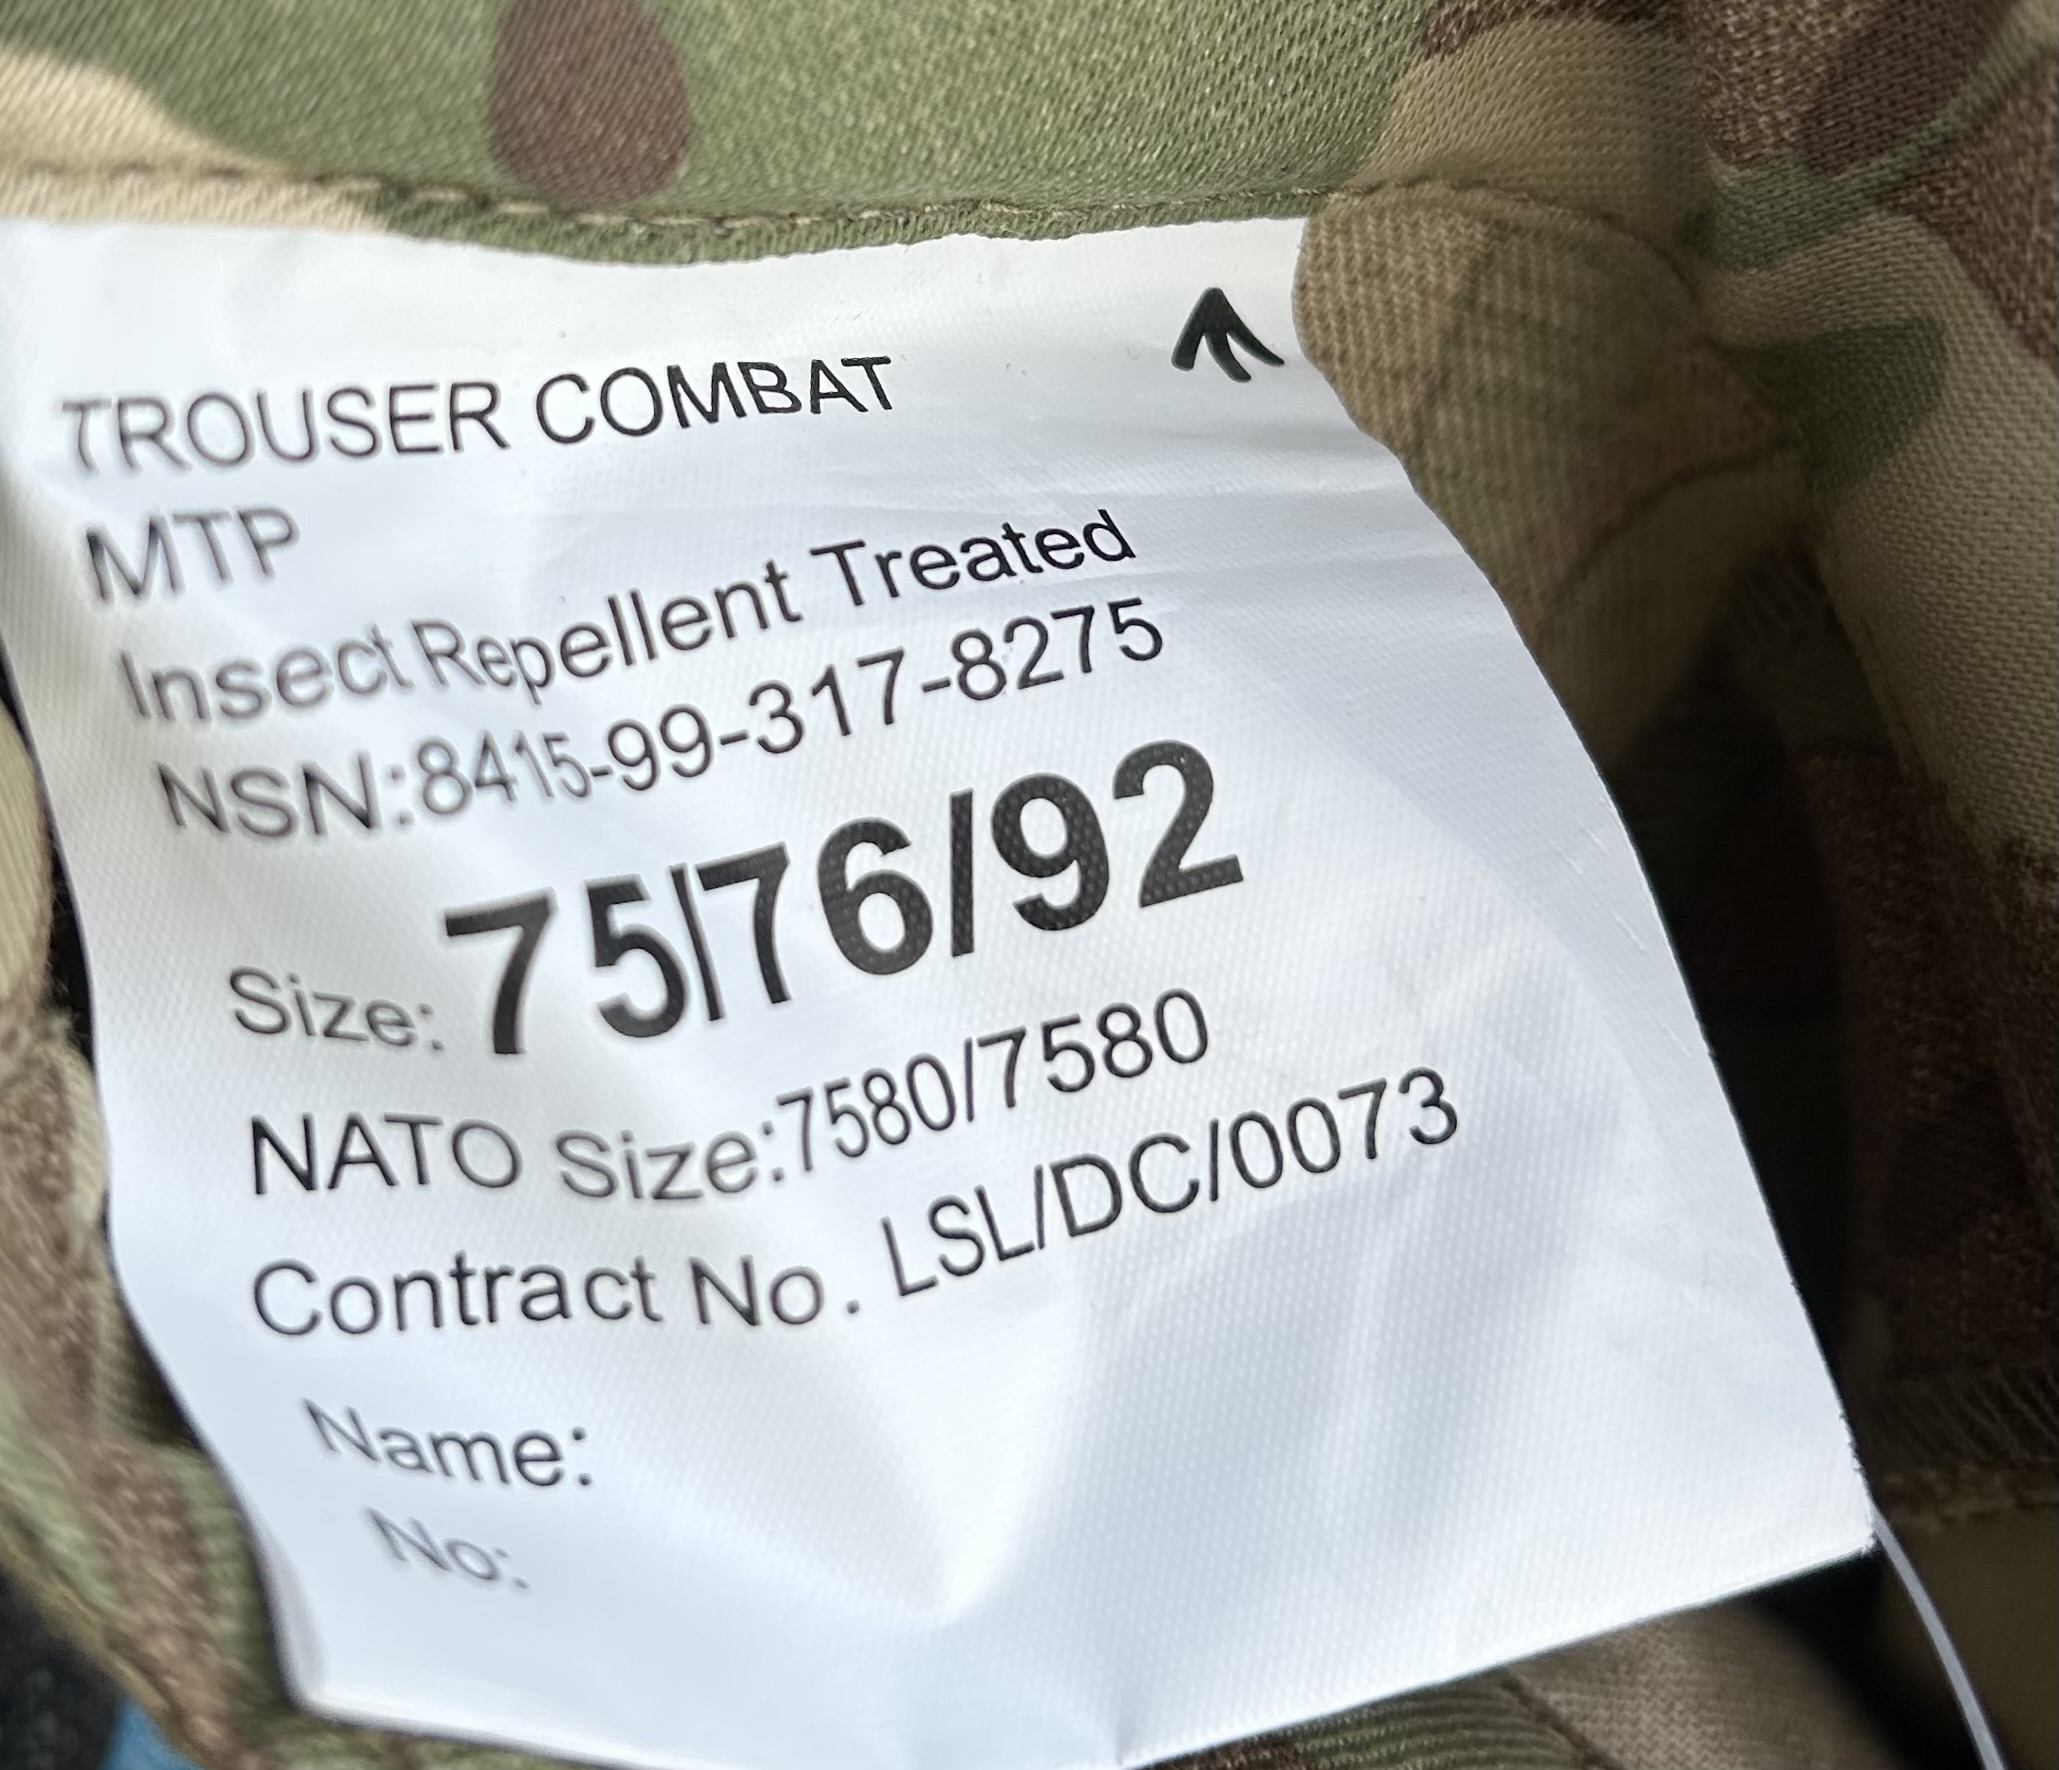 TROUSER COMBAT
MTP
Insect Repellent Treated
NSN:8415-99-317-8275
Size: 75/76/92
NATO Size:7580/7580
Contract No. LSL/DC/0073
Name:
No: